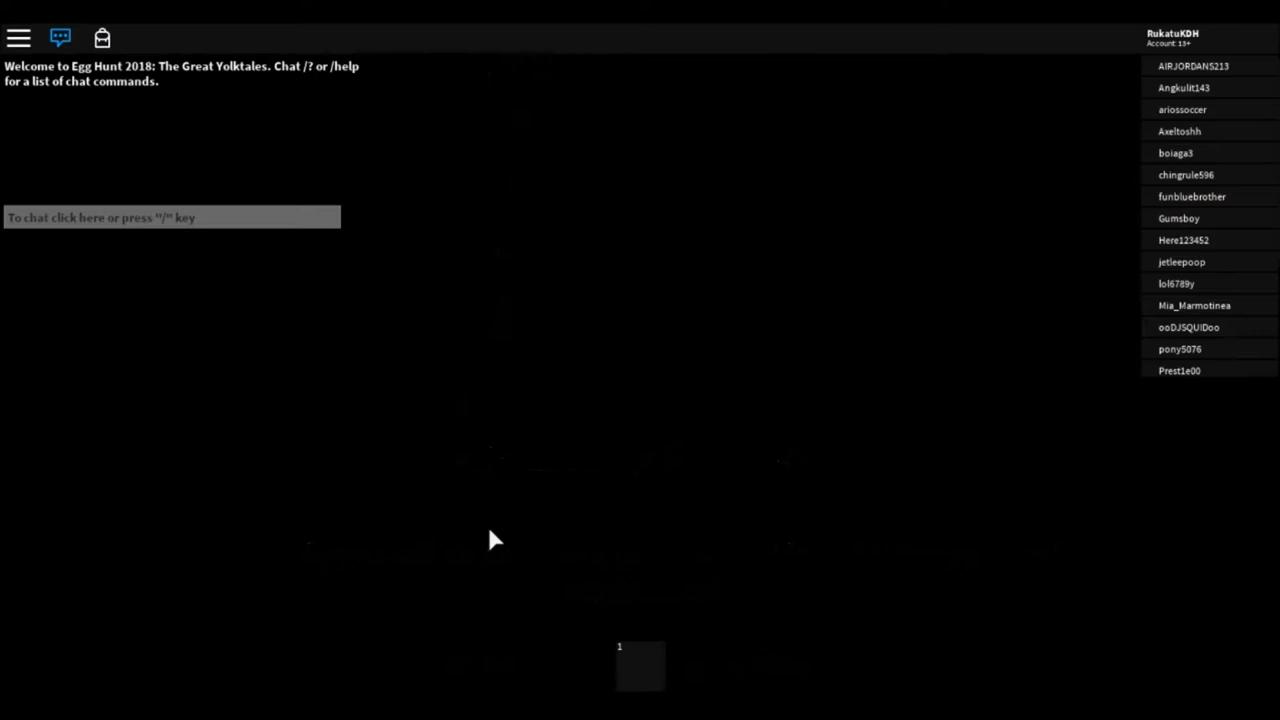 RukatuKDH
Account: 13+
Welcome to Egg Hunt 2018: The Great Yolktales. Chat /? or /help
for a list of chat commands.
To chat click here or press "/" key
AIRJORDANS213
Angkulit143
ariossoccer
Axeltoshh
boiaga3
chingrule596
funbluebrother
Gumsboy
Here123452
jetleepoop
lol6789y
Mia_Marmotinea
ooDJSQUIDoo
pony5076
Prest1e00
1